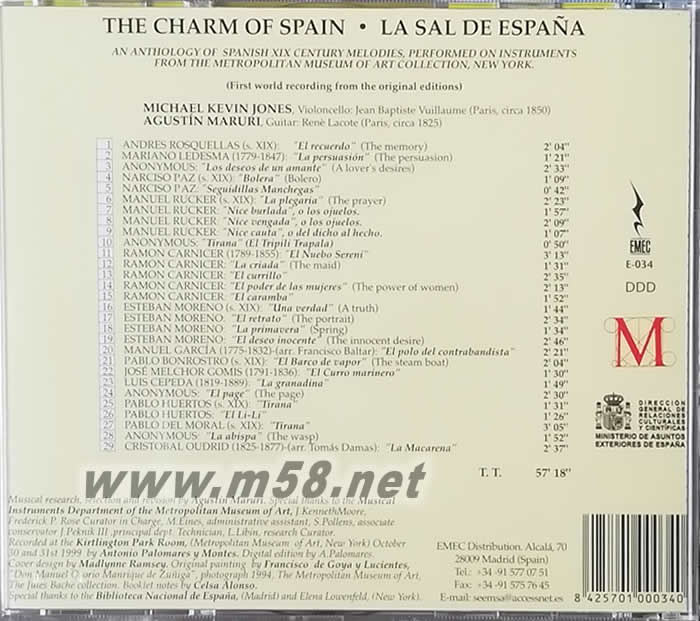 THE CHARM OF SPAIN • LA SAL DE ESPAÑA
AN ANTHOLOGY OF SPANISH XIX CENTURY MELODIES, PERFORMED ON INSTRUMENTS
FROM THE METROPOLITAN MUSEUM OF ART COLLECTION, NEW YORK.
(First world recording from the original editions)
MICHAEL KEVIN JONES, Violoncello: Jean Baptiste Vuillaume (Paris, circa 1850)
AGUSTÍN MARURI, Guitar: Renè Lacote (Paris, circa 1825)
1 ANDRES ROSQUELLAS (s. XIX): "El recuerdo" (The memory) 2' 04"
2 MARIANO LEDESMA (1779-1847): "La persuasión" (The persuasion) 1' 21"
3 ANONYMOUS: "Los deseos de un amante" (A lover's desires) 2' 33"
4 NARCISO PAZ (s. XIX): "Bolera" (Bolero) 1' 09"
5 NARCISO PAZ: "Seguidillas Manchegas" 0' 42"
6 MANUEL RUCKER (s. XIX): "La plegaria" (The prayer) 2' 23"
7 MANUEL RUCKER: "Nice burlada", o los ojuelos. 1' 57"
8 MANUEL RUCKER: "Nice vengada", o los ojuelos. 2' 09"
9 MANUEL RUCKER: "Nice cauta", o del dicho al hecho. 1' 07"
10 ANONYMOUS: "Tirana" (El Tripili Trapala) 0' 50"
11 RAMON CARNICER (1789-1855): "El Nuebo Sereni" 3' 13"
12 RAMON CARNICER: "La criada" (The maid) 1' 31"
13 RAMON CARNICER: "El currillo" 2' 35"
14 RAMON CARNICER: "El poder de las mujeres" (The power of women) 2' 13"
15 RAMON CARNICER: "El caramba" 1' 52"
16 ESTEBAN MORENO (s. XIX): "Una verdad" (A truth) 1' 44"
17 ESTEBAN MORENO. "El retrato" (The portrait) 2' 34"
18 ESTEBAN MORENO: "La primavera" (Spring) 1' 34"
19 ESTEBAN MORENO: "El deseo inocente" (The innocent desire) 2' 46"
20 MANUEL GARCÍA (1775-1832)-(arr. Francisco Baltar): "El polo del contrabandista" 2' 21"
21 PABLO BONROSTRO (s. XIX): "El Barco de vapor" (The steam boat) 2' 04"
22 JOSÉ MELCHOR GOMIS (1791-1836): "El Curro marinero" 1' 30"
23 LUIS CEPEDA (1819-1889): "La granadina" 1' 49"
24 ANONYMOUS: "El page" (The page) 2' 30"
25 PABLO HUERTOS (s. XIX): "Tirana" 1' 31"
26 PABLO HUERTOS: "El Li-Li" 1' 26"
27 PABLO DEL MORAL (s. XIX): "Tirana" 3' 05"
28 ANONYMOUS: "La abispa" (The wasp) 1' 52"
29 CRISTOBAL OUDRID (1825-1877)-(arr. Tomás Damas): "La Macarena" 2' 37"
T. T. 57' 18"
EMEC
E-034
DDD
M
DIRECCIÓN
GENERAL DE
RELACIONES
CULTURALES
Y CIENTÍFICAS
MINISTERIO DE ASUNTOS
EXTERIORES DE ESPAÑA
www.m58.net
Musical research, selection and revision by Agustín Maruri. Special thanks to the Musical
Instruments Department of the Metropolitan Museum of Art, J.KennethMoore,
Frederick P. Rose Curator in Charge, M.Eines, administrative assistant, S.Pollens, associate
conservator J.Peknik III ,principal dept. Technician, L.Libin, research Curator.
Recorded at the Kirtlington Park Room, (Metropolitan Museum of Art, New York) October
30 and 31st 1999 by Antonio Palomares y Montes. Digital edition by A.Palomares.
Cover design by Madlynne Ramsey. Original painting by Francisco de Goya y Lucientes,
"Don Manuel Osorio Manrique de Zuñiga", photograph 1994, The Metropolitan Museum of Art,
The Jules Bache Collection. Booklet notes by Celsa Alonso.
Special thanks to the Biblioteca Nacional de España, (Madrid) and Elena Lowenfeld, (New York).
EMEC Distribution. Alcalá, 70
28009 Madrid (Spain)
Tel.: +34 -91 577 07 51
Fax: +34 -91 575 76 45
E-mail: seemsa@accessnet.es
8 425701 000340